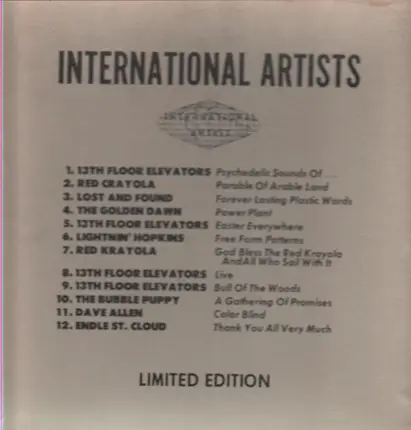 INTERNATIONAL ARTISTS
INTERNATIONAL
ARTISTS
1. 13TH FLOOR ELEVATORS Psychedelic Sounds Of ...
2. RED CRAYOLA Parable Of Arable Land
3. LOST AND FOUND Forever Lasting Plastic Words
4. THE GOLDEN DAWN Power Plant
5. 13TH FLOOR ELEVATORS Easter Everywhere
6. LIGHTNIN' HOPKINS Free Form Patterns
7. RED KRAYOLA God Bless The Red Krayola
And All Who Sail With It
8. 13TH FLOOR ELEVATORS Live
9. 13TH FLOOR ELEVATORS Bull Of The Woods
10. THE BUBBLE PUPPY A Gathering Of Promises
11. DAVE ALLEN Color Blind
12. ENDLE ST. CLOUD Thank You All Very Much
LIMITED EDITION